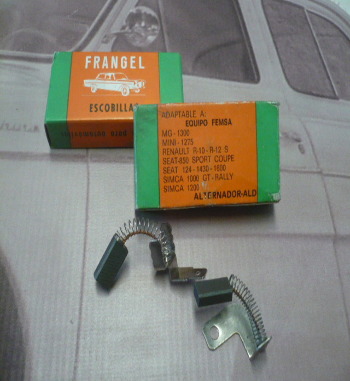 FRANGEL
ESCOBILLAS
ADAPTABLE A:
EQUIPO FEMSA
MG-1300
MINI-1275
RENAULT R-10-R-12 S
SEAT-850 SPORT COUPE
SEAT 124-1430-1600
SIMCA 1000 GT-RALLY
SIMCA 1200
ALTERNADOR-ALD